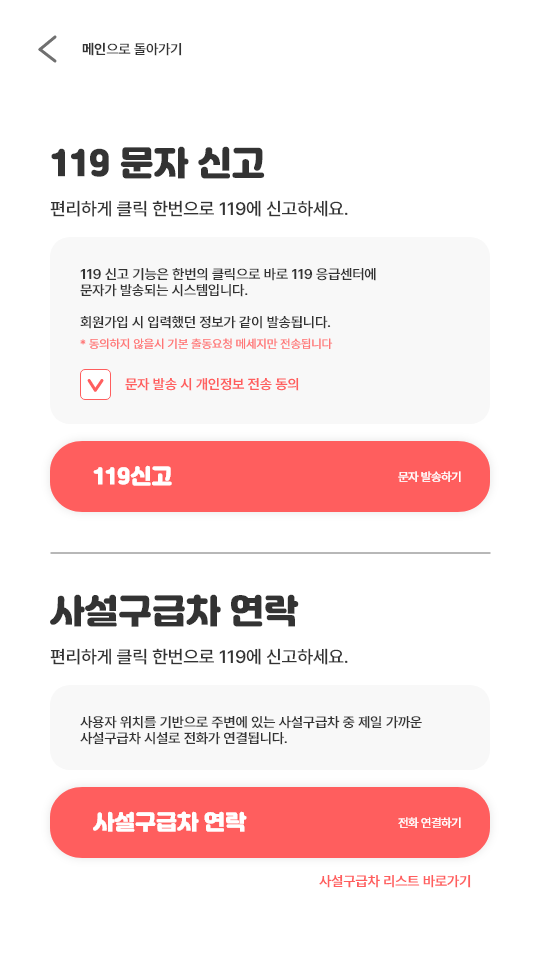 메인으로 돌아가기
119 문자 신고
편리하게 클릭 한번으로 119에 신고하세요.
119 신고 기능은 한번의 클릭으로 바로 119 응급센터에
문자가 발송되는 시스템입니다.
회원가입 시 입력했던 정보가 같이 발송됩니다.
* 동의하지 않을시 기본 출동요청 메세지만 전송됩니다
문자 발송 시 개인정보 전송 동의
119신고
문자 발송하기
사설구급차 연락
편리하게 클릭 한번으로 119에 신고하세요.
사용자 위치를 기반으로 주변에 있는 사설구급차 중 제일 가까운
사설구급차 시설로 전화가 연결됩니다.
사설구급차 연락
전화 연결하기
사설구급차 리스트 바로가기